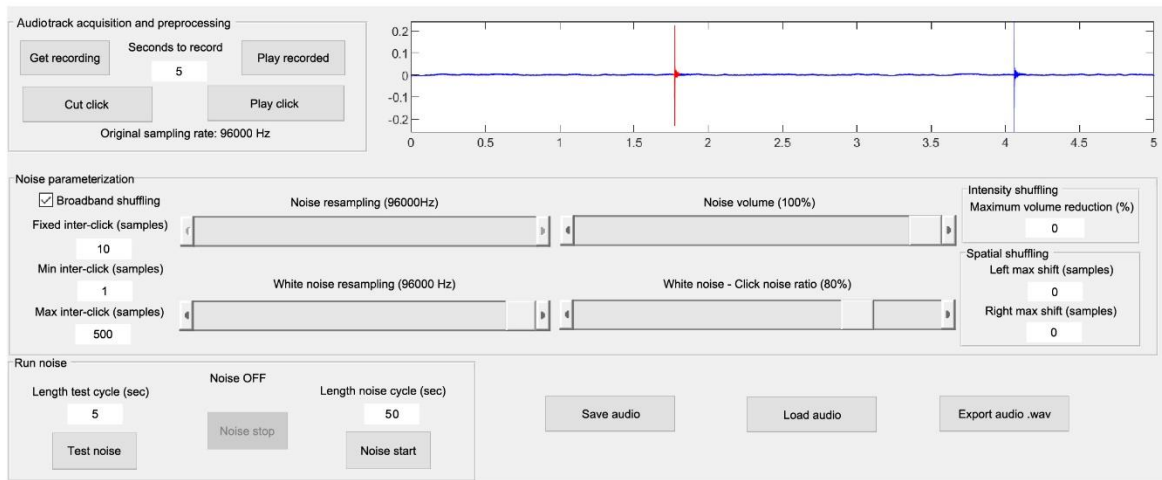 Audiotrack acquisition and preprocessing
Get recording
Seconds to record
5
Play recorded
Cut click
Play click
Original sampling rate: 96000 Hz
0.2
0.1
0
-0.1
-0.2
0 0.5 1 1.5 2 2.5 3 3.5 4 4.5 5
Noise parameterization
Broadband shuffling
Fixed inter-click (samples)
10
Min inter-click (samples)
1
Max inter-click (samples)
500
Noise resampling (96000Hz)
White noise resampling (96000 Hz)
Noise volume (100%)
White noise - Click noise ratio (80%)
Intensity shuffling
Maximum volume reduction (%)
0
Spatial shuffling
Left max shift (samples)
0
Right max shift (samples)
0
Run noise
Length test cycle (sec)
5
Test noise
Noise OFF
Noise stop
Length noise cycle (sec)
50
Noise start
Save audio
Load audio
Export audio .wav